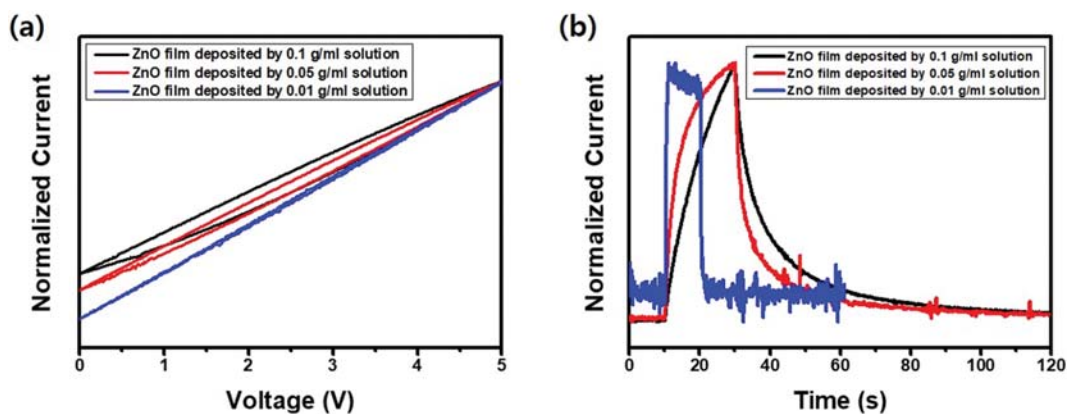 (a)
ZnO film deposited by 0.1 g/ml solution
ZnO film deposited by 0.05 g/ml solution
ZnO film deposited by 0.01 g/ml solution
Normalized Current
0 1 2 3 4 5
Voltage (V)
(b)
ZnO film deposited by 0.1 g/ml solution
ZnO film deposited by 0.05 g/ml solution
ZnO film deposited by 0.01 g/ml solution
Normalized Current
0 20 40 60 80 100 120
Time (s)